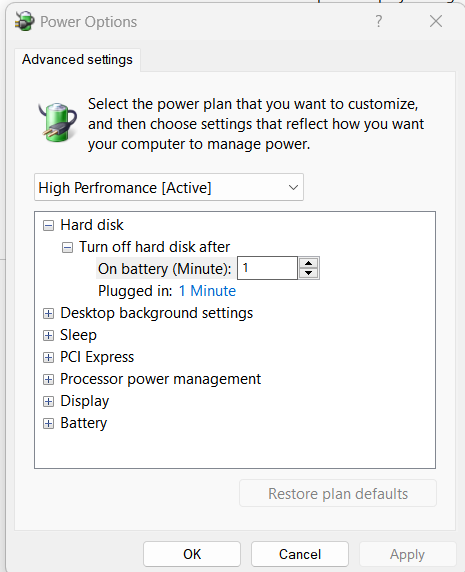 Power Options
?
Advanced settings
Select the power plan that you want to customize,
and then choose settings that reflect how you want
your computer to manage power.
High Perfromance [Active]
Hard disk
Turn off hard disk after
On battery (Minute): 1
Plugged in: 1 Minute
Desktop background settings
Sleep
PCI Express
Processor power management
Display
Battery
Restore plan defaults
OK Cancel Apply